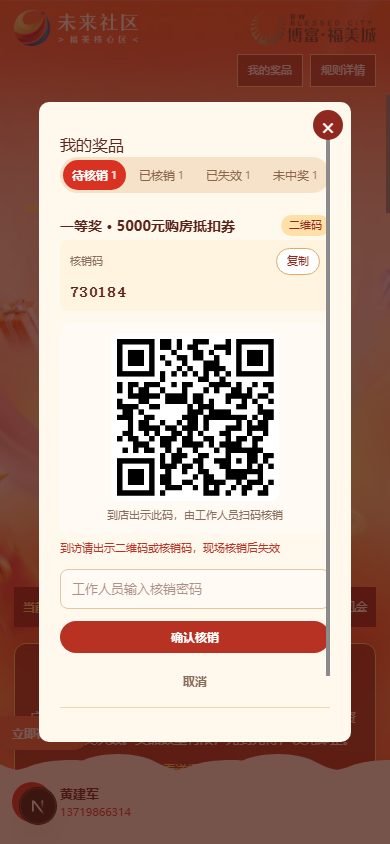 未来社区
>福莱核心区<
BLESSED CITY
博富·福美城
我的奖品
规则详情
我的奖品
待核销 1
已核销 1
已失效 1
未中奖 1
一等奖 • 5000元购房抵扣券
二维码
核销码
复制
730184
到店出示此码，由工作人员扫码核销
到访请出示二维码或核销码，现场核销后失效
工作人员输入核销密码
确认核销
取消
机会
立即
N
黄建军
13719866314